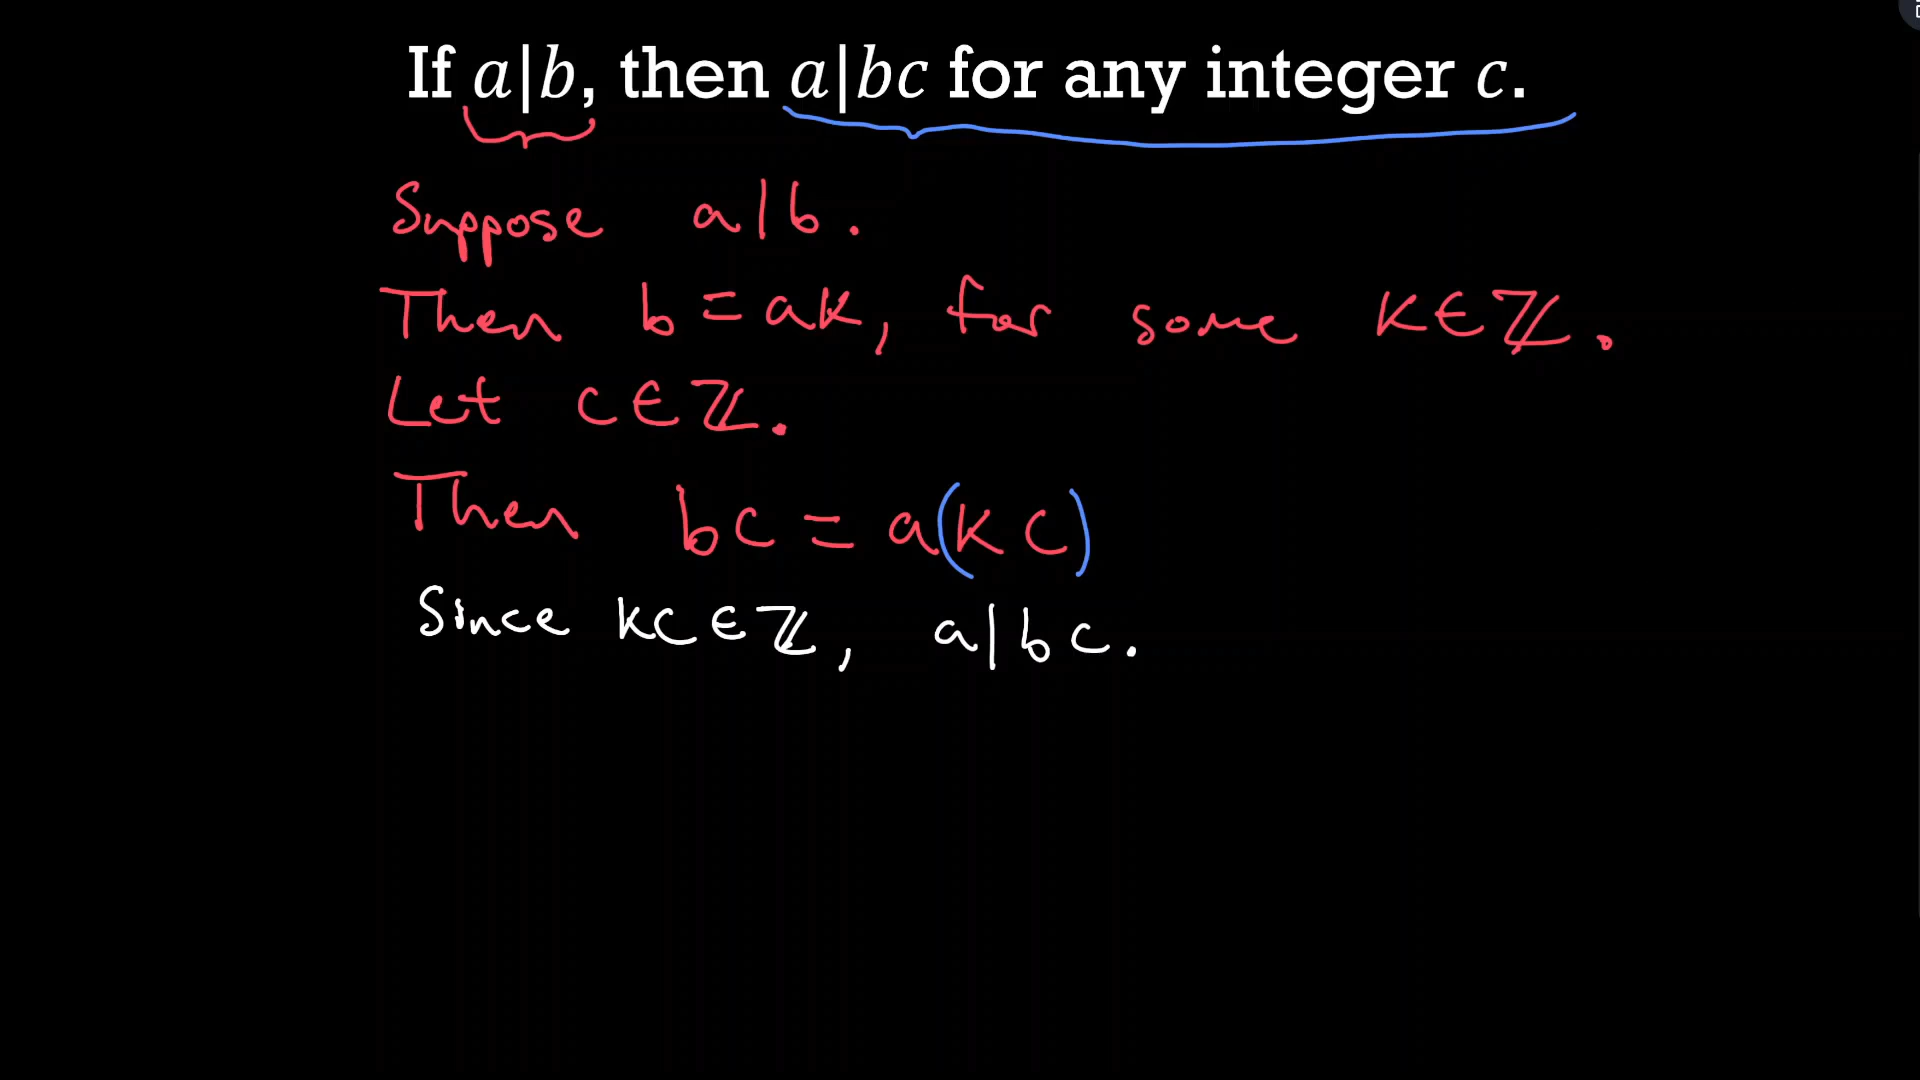 If a|b, then a|bc for any integer c.
Suppose a|b.
Then b = ak, for some k∈ℤ.
Let c∈ℤ.
Then bc = a(kc)
Since kc∈ℤ, a|bc.